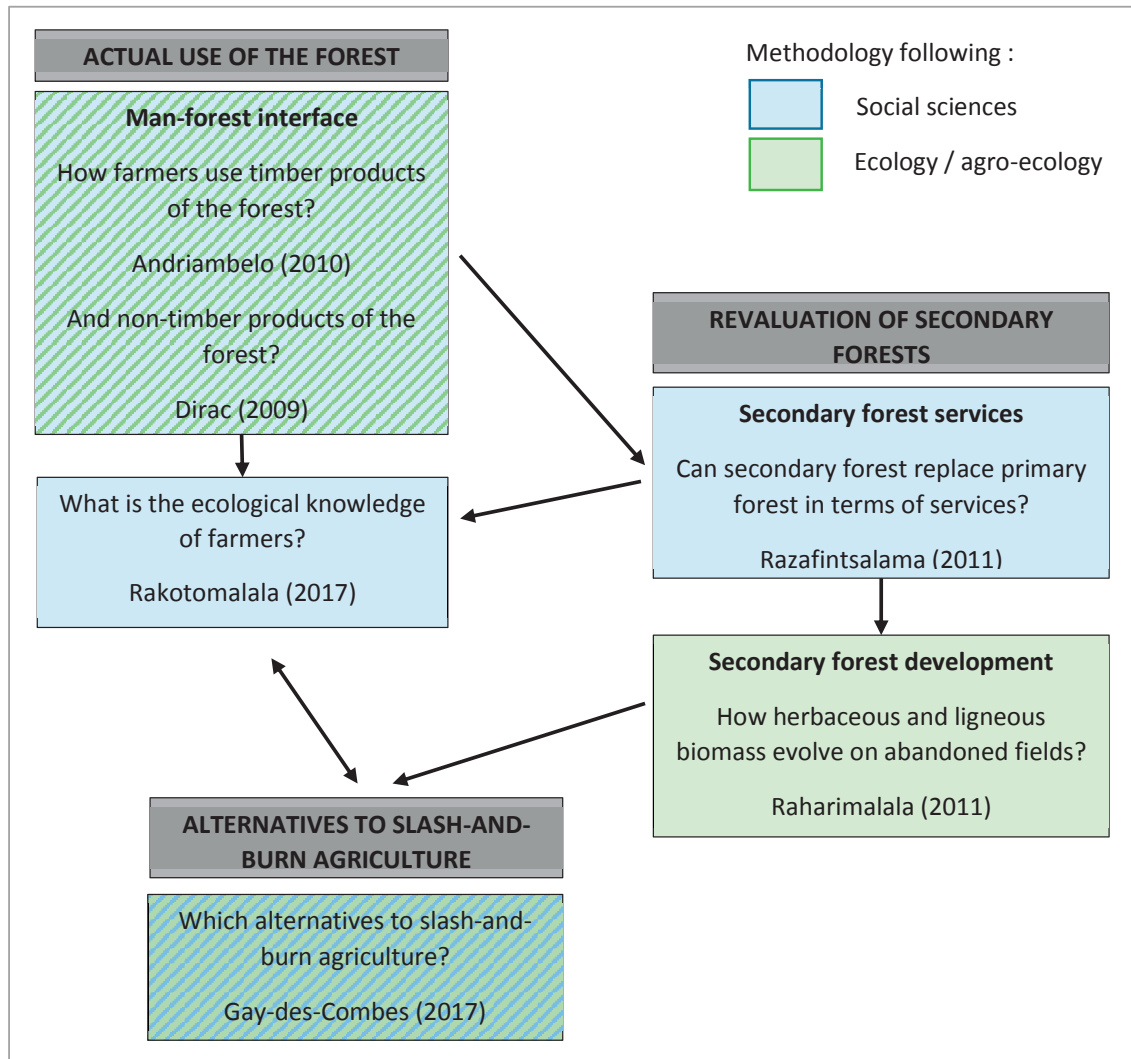 ACTUAL USE OF THE FOREST
Man-forest interface
How farmers use timber products
of the forest?
Andriambelo (2010)
And non-timber products of the
forest?
Dirac (2009)
What is the ecological knowledge
of farmers?
Rakotomalala (2017)
Methodology following :
Social sciences
Ecology / agro-ecology
REVALUATION OF SECONDARY
FORESTS
Secondary forest services
Can secondary forest replace primary
forest in terms of services?
Razafintsalama (2011)
Secondary forest development
How herbaceous and ligneous
biomass evolve on abandoned fields?
Raharimalala (2011)
ALTERNATIVES TO SLASH-AND-
BURN AGRICULTURE
Which alternatives to slash-and-
burn agriculture?
Gay-des-Combes (2017)